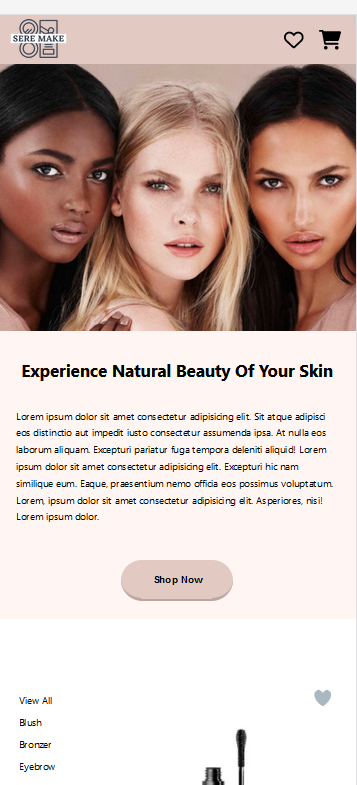 SERE MAKE
Experience Natural Beauty Of Your Skin
Lorem ipsum dolor sit amet consectetur adipisicing elit. Sit atque adipisci
eos distinctio aut impedit iusto consectetur assumenda ipsa. At nulla eos
laborum aliquam. Excepturi pariatur fuga tempora deleniti aliquid! Lorem
ipsum dolor sit amet consectetur adipisicing elit. Excepturi hic nam
similique eum. Eaque, praesentium nemo officia eos possimus voluptatum.
Lorem, ipsum dolor sit amet consectetur adipisicing elit. Asperiores, nisi!
Lorem ipsum dolor.
Shop Now
View All
Blush
Bronzer
Eyebrow